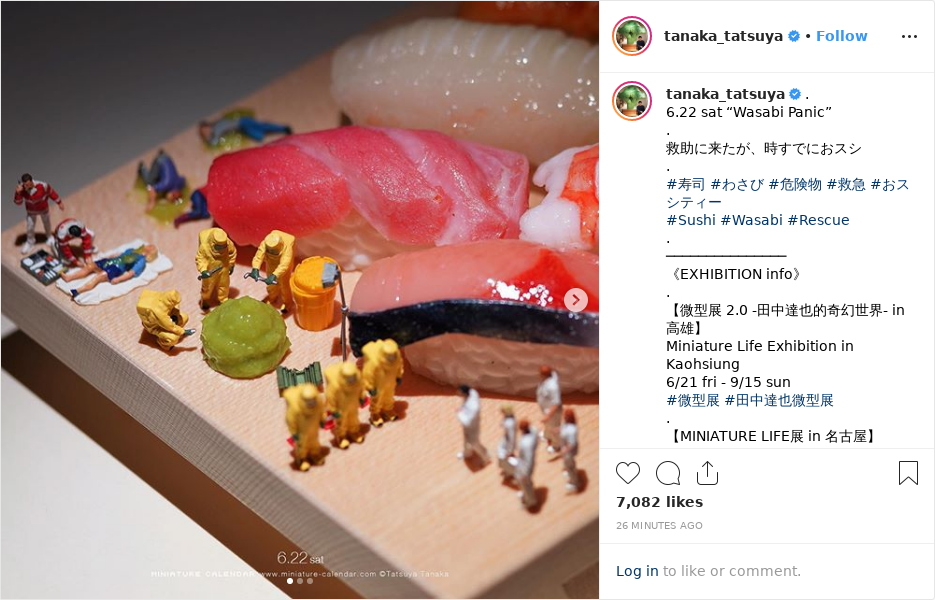 tanaka_tatsuya • Follow
tanaka_tatsuya .
6.22 sat “Wasabi Panic”
.
救助に来たが、時すでにおスシ
.
#寿司 #わさび #危険物 #救急 #おス
シティー
#Sushi #Wasabi #Rescue
.
《EXHIBITION info》
.
【微型展 2.0 -田中達也的奇幻世界- in
高雄】
Miniature Life Exhibition in
Kaohsiung
6/21 fri - 9/15 sun
#微型展 #田中達也微型展
.
【MINIATURE LIFE展 in 名古屋】
7,082 likes
26 MINUTES AGO
Log in to like or comment.
6.22 sat
MINIATURE CALENDAR www.miniature-calendar.com ©Tatsuya Tanaka